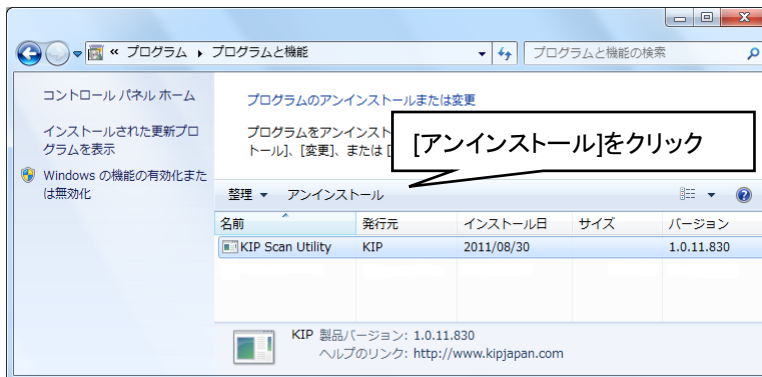 « プログラム ▸ プログラムと機能
プログラムと機能の検索
コントロール パネル ホーム
インストールされた更新プロ
グラムを表示
Windows の機能の有効化また
は無効化
プログラムのアンインストールまたは変更
プログラムをアンインスト
トール]、[変更]、または [
[アンインストール]をクリック
整理 ▼ アンインストール
名前 発行元 インストール日 サイズ バージョン
KIP Scan Utility KIP 2011/08/30 1.0.11.830
KIP 製品バージョン: 1.0.11.830
ヘルプのリンク: http://www.kipjapan.com